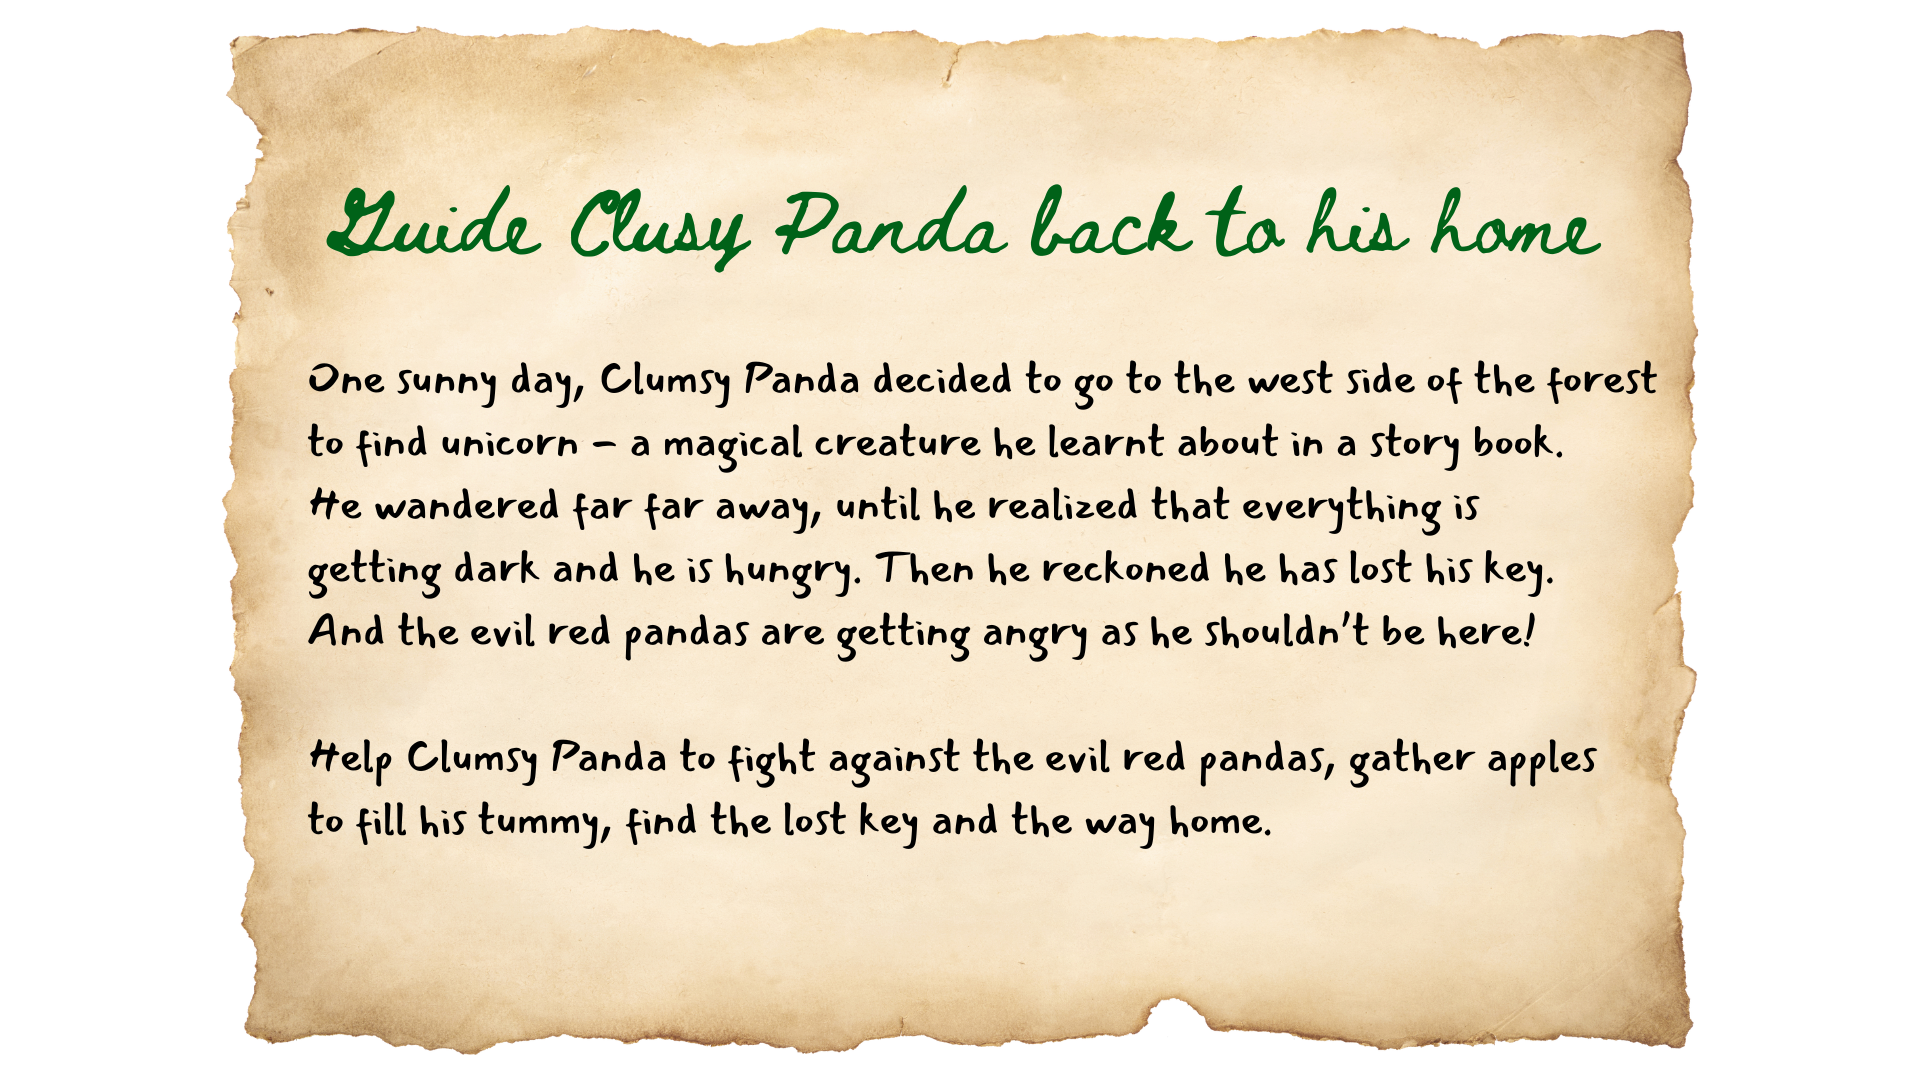 Guide Clusy Panda back to his home
One sunny day, Clumsy Panda decided to go to the west side of the forest
to find unicorn – a magical creature he learnt about in a story book.
He wandered far far away, until he realized that everything is
getting dark and he is hungry. Then he reckoned he has lost his key.
And the evil red pandas are getting angry as he shouldn't be here!
Help Clumsy Panda to fight against the evil red pandas, gather apples
to fill his tummy, find the lost key and the way home.